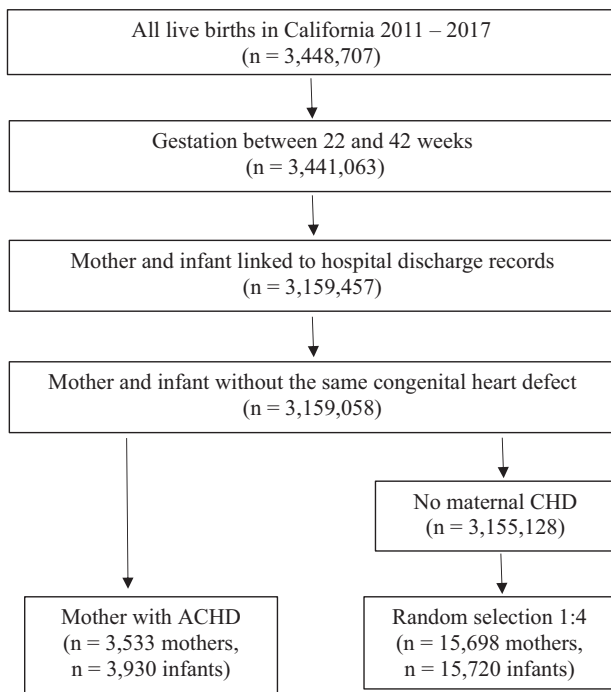 All live births in California 2011 – 2017
(n = 3,448,707)
Gestation between 22 and 42 weeks
(n = 3,441,063)
Mother and infant linked to hospital discharge records
(n = 3,159,457)
Mother and infant without the same congenital heart defect
(n = 3,159,058)
No maternal CHD
(n = 3,155,128)
Mother with ACHD
(n = 3,533 mothers,
n = 3,930 infants)
Random selection 1:4
(n = 15,698 mothers,
n = 15,720 infants)